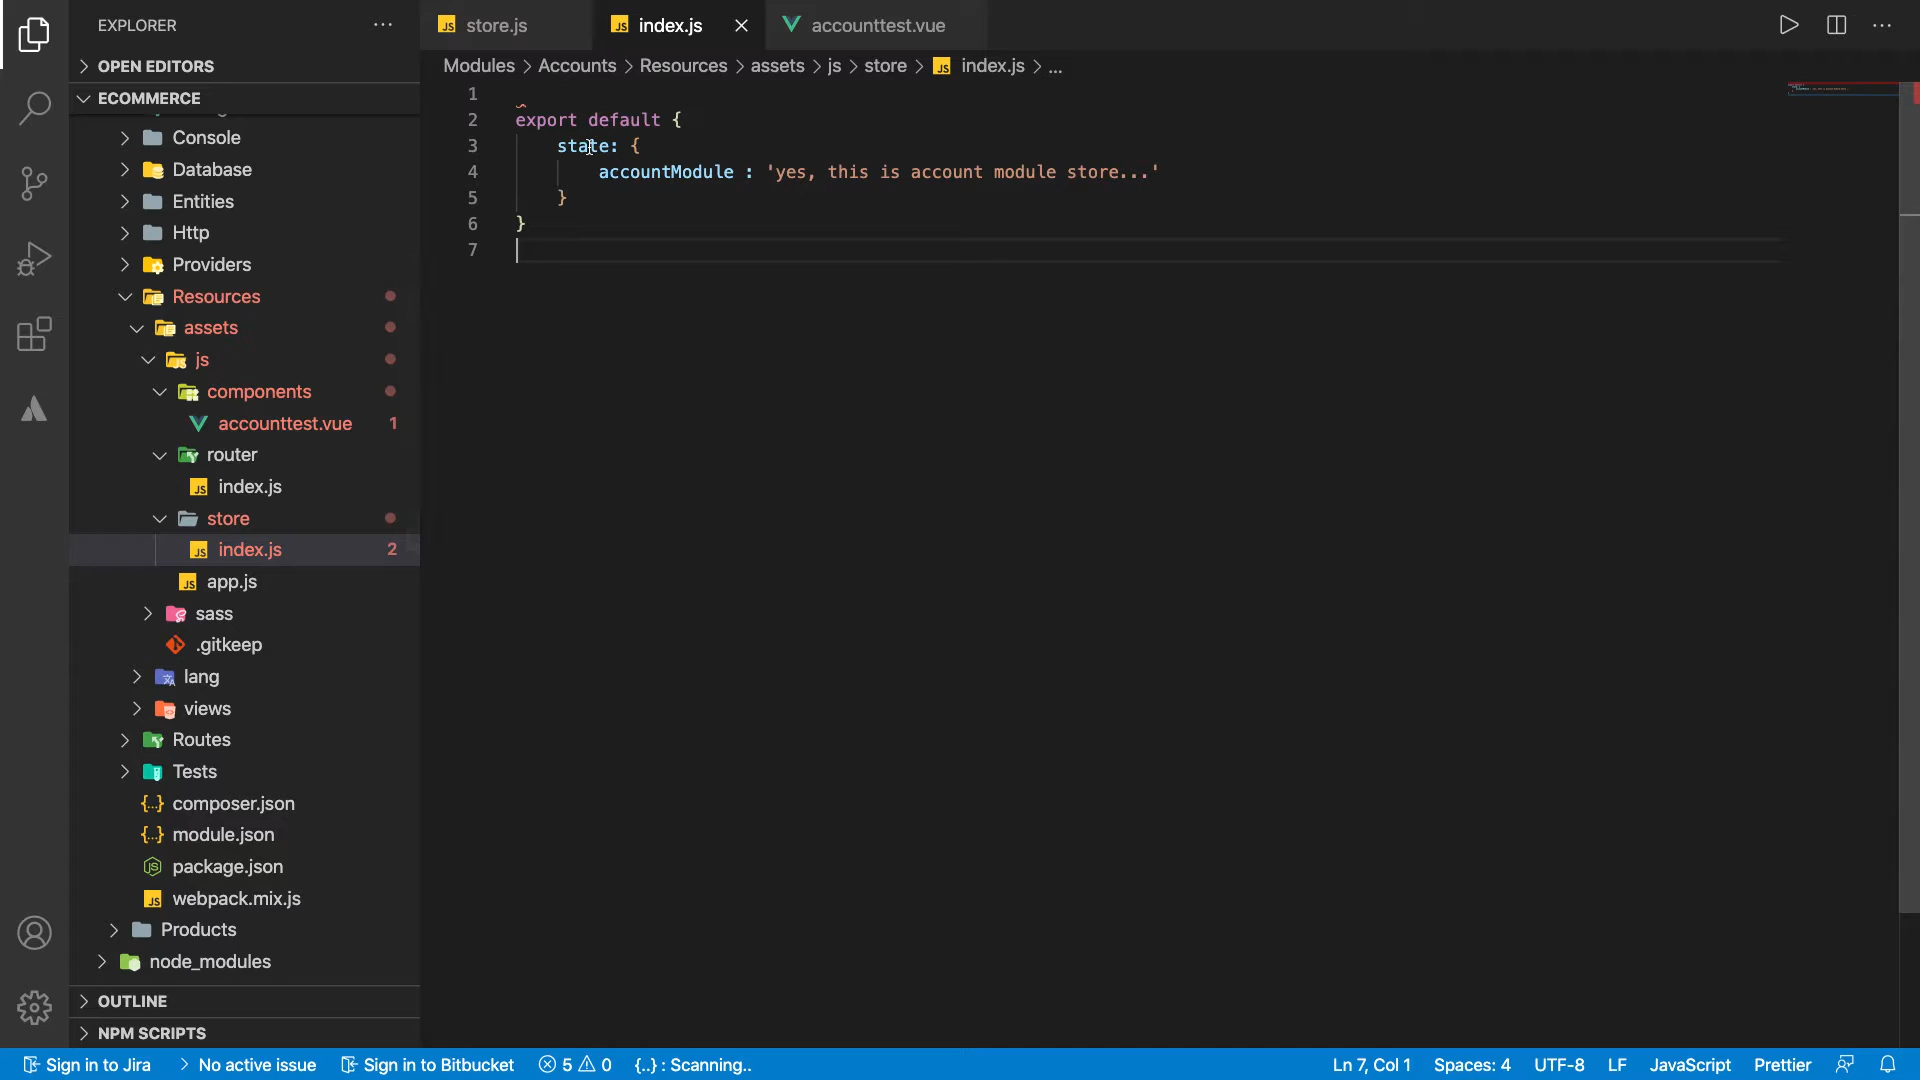 EXPLORER
OPEN EDITORS
ECOMMERCE
Console
Database
Entities
Http
Providers
Resources
assets
js
components
accounttest.vue 1
router
index.js
store
index.js 2
app.js
sass
.gitkeep
lang
views
Routes
Tests
composer.json
module.json
package.json
webpack.mix.js
Products
node_modules
OUTLINE
NPM SCRIPTS
store.js
index.js
accounttest.vue
Modules > Accounts > Resources > assets > js > store > index.js > ...
1
2 export default {
3 state: {
4 accountModule : 'yes, this is account module store...'
5 }
6 }
7
Sign in to Jira
No active issue
Sign in to Bitbucket
5 0
{..} : Scanning..
Ln 7, Col 1
Spaces: 4
UTF-8
LF
JavaScript
Prettier